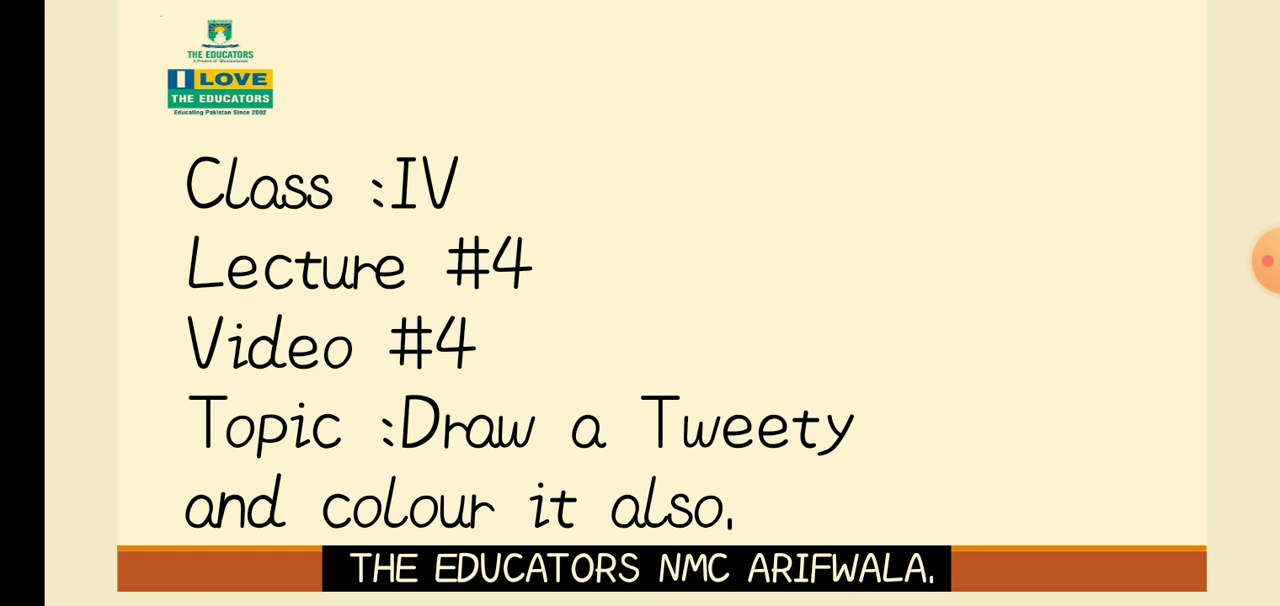 THE EDUCATORS
I LOVE
THE EDUCATORS
Educating Pakistan Since 2002
Class :IV
Lecture #4
Video #4
Topic :Draw a Tweety
and colour it also.
THE EDUCATORS NMC ARIFWALA.